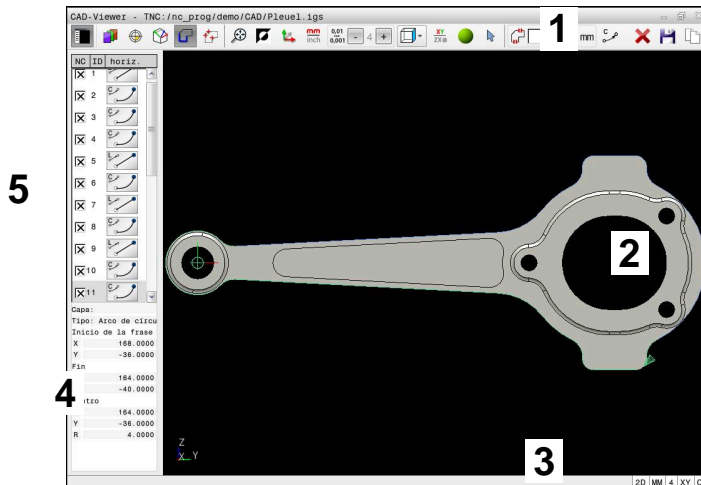 CAD-Viewer - TNC:/nc_prog/demo/CAD/Pleuel.igs
1
mm inch 0,01 0,001 - 4 + XY ZX mm C
NC ID horiz.
1
C 2
C 3
C 4
L 5
C 6
L 7
C 8
L 9
C 10
C 11
5
2
Capa:
Tipo: Arco de círcu
Inicio de la frase
X 168.0000
Y -36.0000
Fin
164.0000
-40.0000
4
tro
164.0000
Y -36.0000
R 4.0000
Z
X Y
3
2D MM 4 XY